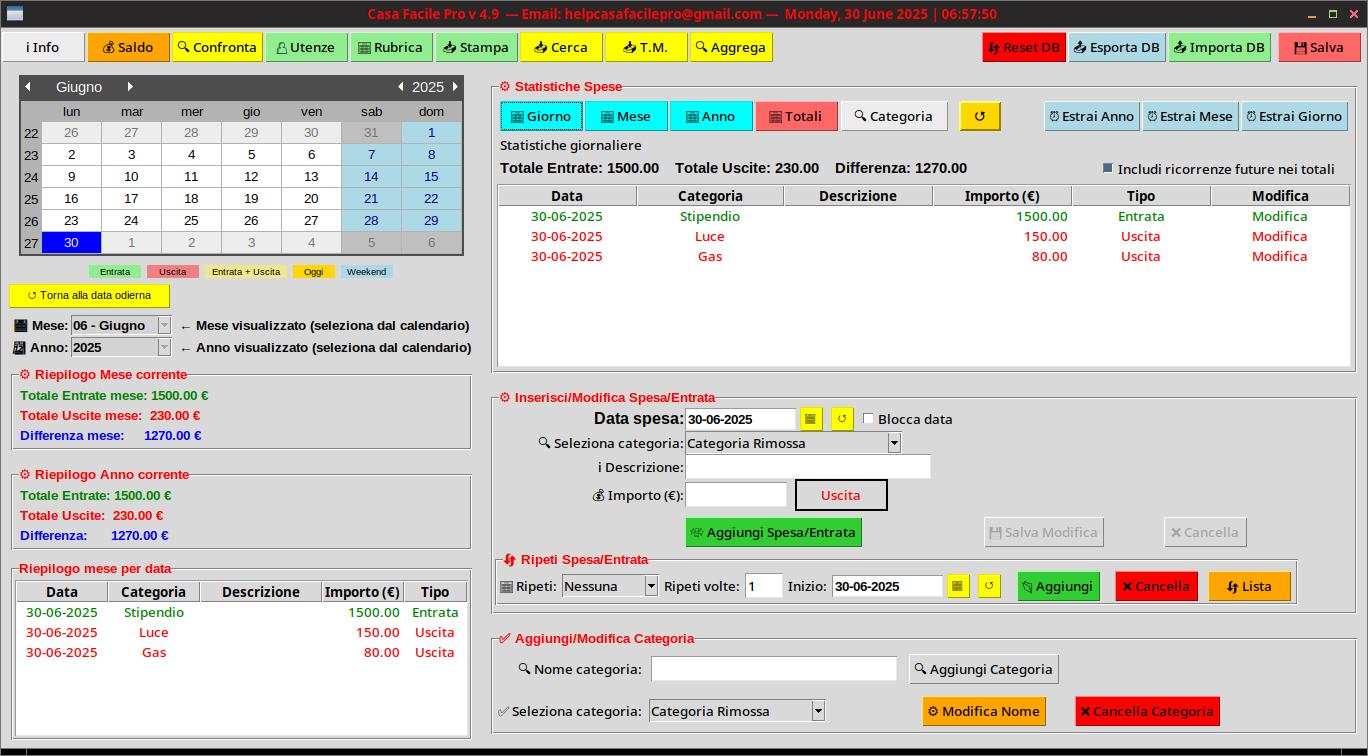 Casa Facile Pro v 4.9 — Email: helpcasafacilepro@gmail.com — Monday, 30 June 2025 | 06:57:50
i Info Saldo Confronta Utenze Rubrica Stampa Cerca T.M. Aggrega Reset DB Esporta DB Importa DB Salva
Giugno 2025
lun mar mer gio ven sab dom
22 26 27 28 29 30 31 1
23 2 3 4 5 6 7 8
24 9 10 11 12 13 14 15
25 16 17 18 19 20 21 22
26 23 24 25 26 27 28 29
27 30 1 2 3 4 5 6
Entrata Uscita Entrata + Uscita Oggi Weekend
↺ Torna alla data odierna
Mese: 06 - Giugno ← Mese visualizzato (seleziona dal calendario)
Anno: 2025 ← Anno visualizzato (seleziona dal calendario)
Riepilogo Mese corrente
Totale Entrate mese: 1500.00 €
Totale Uscite mese: 230.00 €
Differenza mese: 1270.00 €
Riepilogo Anno corrente
Totale Entrate: 1500.00 €
Totale Uscite: 230.00 €
Differenza: 1270.00 €
Riepilogo mese per data
Data Categoria Descrizione Importo (€) Tipo
30-06-2025 Stipendio 1500.00 Entrata
30-06-2025 Luce 150.00 Uscita
30-06-2025 Gas 80.00 Uscita
Statistiche Spese
Giorno Mese Anno Totali Categoria ↺ Estrai Anno Estrai Mese Estrai Giorno
Statistiche giornaliere
Totale Entrate: 1500.00 Totale Uscite: 230.00 Differenza: 1270.00 Includi ricorrenze future nei totali
Data Categoria Descrizione Importo (€) Tipo Modifica
30-06-2025 Stipendio 1500.00 Entrata Modifica
30-06-2025 Luce 150.00 Uscita Modifica
30-06-2025 Gas 80.00 Uscita Modifica
Inserisci/Modifica Spesa/Entrata
Data spesa: 30-06-2025 ↺ Blocca data
Seleziona categoria: Categoria Rimossa
i Descrizione:
Importo (€): Uscita
Aggiungi Spesa/Entrata Salva Modifica Cancella
Ripeti Spesa/Entrata
Ripeti: Nessuna Ripeti volte: 1 Inizio: 30-06-2025 ↺ Aggiungi Cancella Lista
Aggiungi/Modifica Categoria
Nome categoria: Aggiungi Categoria
Seleziona categoria: Categoria Rimossa Modifica Nome Cancella Categoria